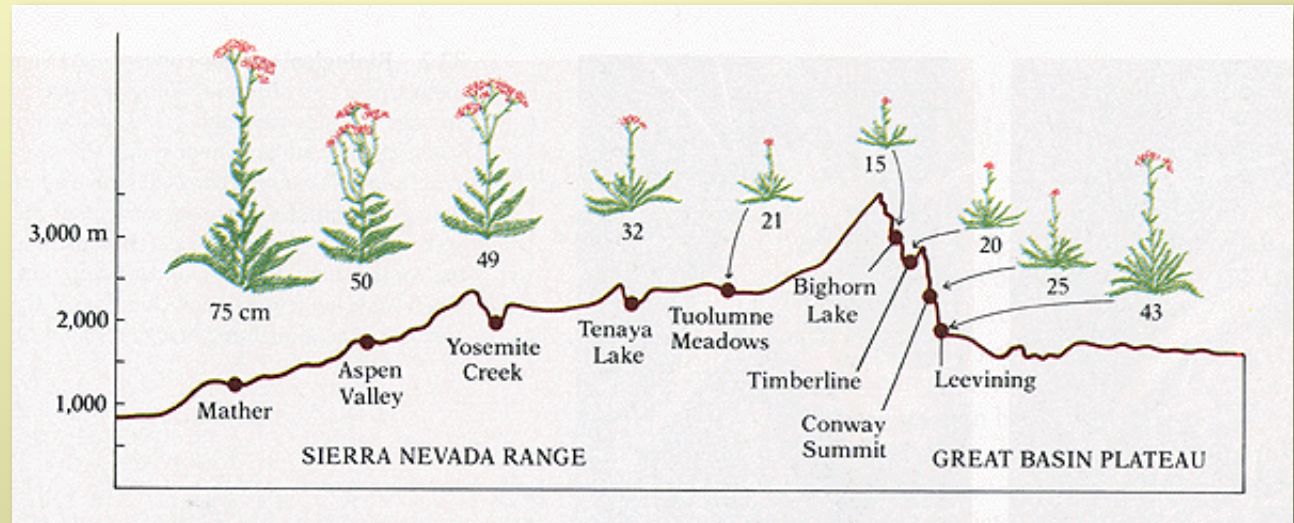 15
3,000 m
32
21
20
50
49
25
75 cm
43
2,000
Bighorn
Lake
Yosemite
Creek
Tenaya
Lake
Tuolumne
Meadows
Aspen
Valley
Timberline
Leevining
1,000
Mather
Conway
Summit
SIERRA NEVADA RANGE
GREAT BASIN PLATEAU